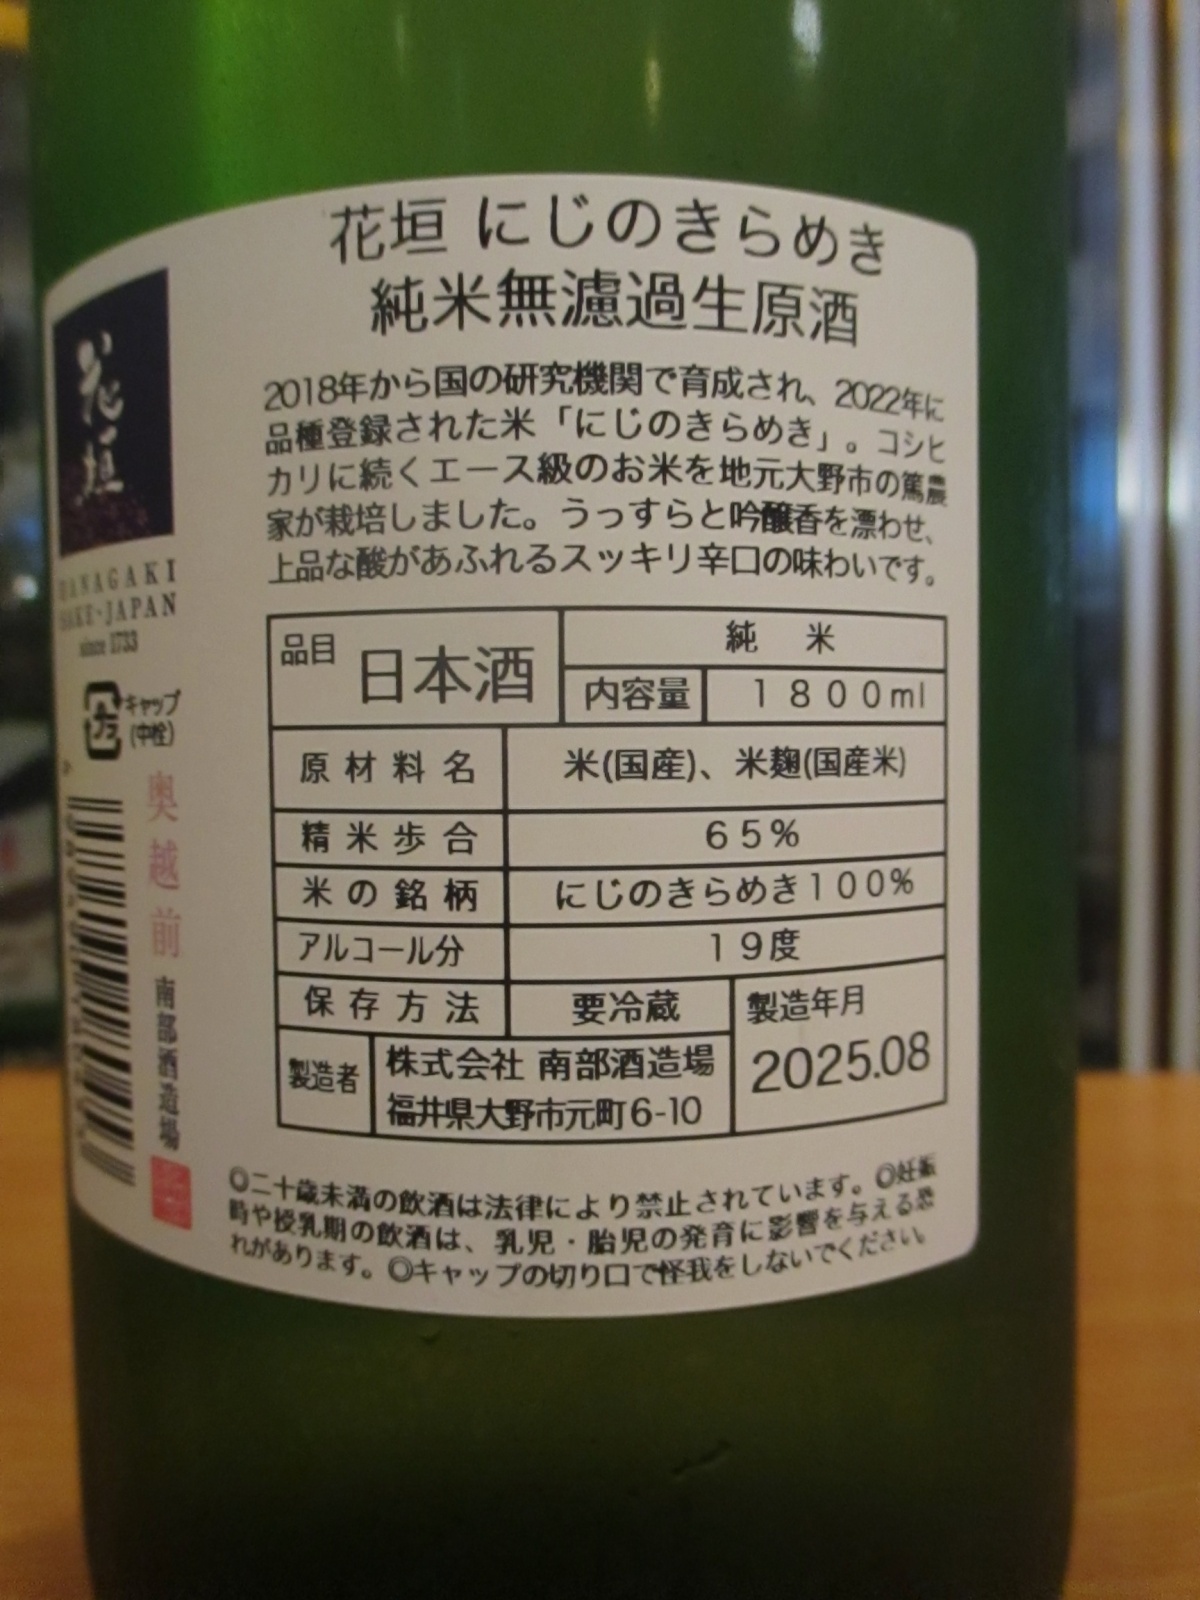 花垣 にじのきらめき
純米無濾過生原酒
2018年から国の研究機関で育成され、2022年に
品種登録された米「にじのきらめき」。コシヒ
カリに続くエース級のお米を地元大野市の篤農
家が栽培しました。うっすらと吟醸香を漂わせ、
上品な酸があふれるスッキリ辛口の味わいです。
品目 日本酒
純 米
内容量 1800ml
原材料名 米(国産)、米麹(国産米)
精米歩合 65%
米の銘柄 にじのきらめき100%
アルコール分 19度
保存方法 要冷蔵
製造年月
2025.08
製造者
株式会社 南部酒造場
福井県大野市元町6-10
◎二十歳未満の飲酒は法律により禁止されています。◎妊娠
時や授乳期の飲酒は、乳児・胎児の発育に影響を与える恐
れがあります。◎キャップの切り口で怪我をしないでください。
花垣
HANAGAKI
SAKE・JAPAN
since 1733
プラ
キャップ
(中栓)
奥越前
南部酒造場